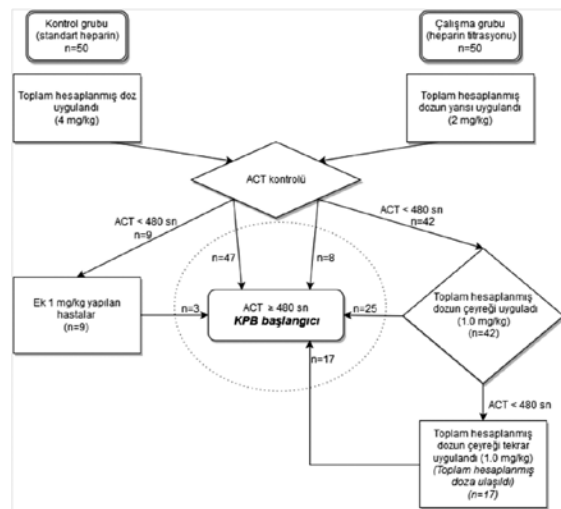 Kontrol grubu
(standart heparin)
n=50
Çalışma grubu
(heparin titrasyonu)
n=50
Toplam hesaplanmış doz
uygulandı
(4 mg/kg)
Toplam hesaplanmış
dozun yarısı uygulandı
(2 mg/kg)
ACT kontrolü
ACT < 480 sn
n=9
n=47
n=8
ACT < 480 sn
n=42
Ek 1 mg/kg yapılan
hastalar
(n=9)
n=3
ACT ≥ 480 sn
KPB başlangıcı
n=25
Toplam hesaplanmış
dozun çeyreği uyguladı
(1.0 mg/kg)
(n=42)
n=17
ACT < 480 sn
Toplam hesaplanmış
dozun çeyreği tekrar
uygulandı (1.0 mg/kg)
(Toplam hesaplanmış
doza ulaşıldı)
(n=17)